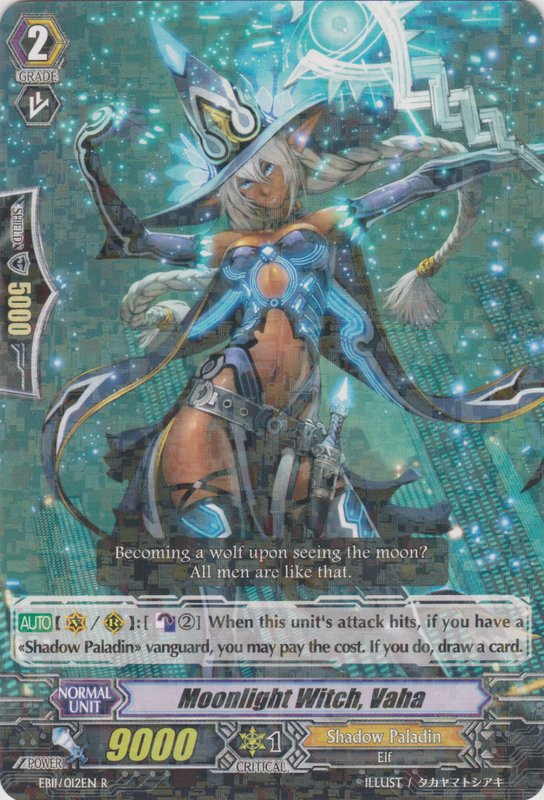 2
GRADE
SHIELD
5000
Becoming a wolf upon seeing the moon?
All men are like that.
AUTO [ V / R ]:[ ②] When this unit's attack hits, if you have a
«Shadow Paladin» vanguard, you may pay the cost. If you do, draw a card.
NORMAL
UNIT
Moonlight Witch, Vaha
POWER
9000
1
CRITICAL
Shadow Paladin
Elf
EB11/012EN R
ILLUST / タカヤマトシアキ